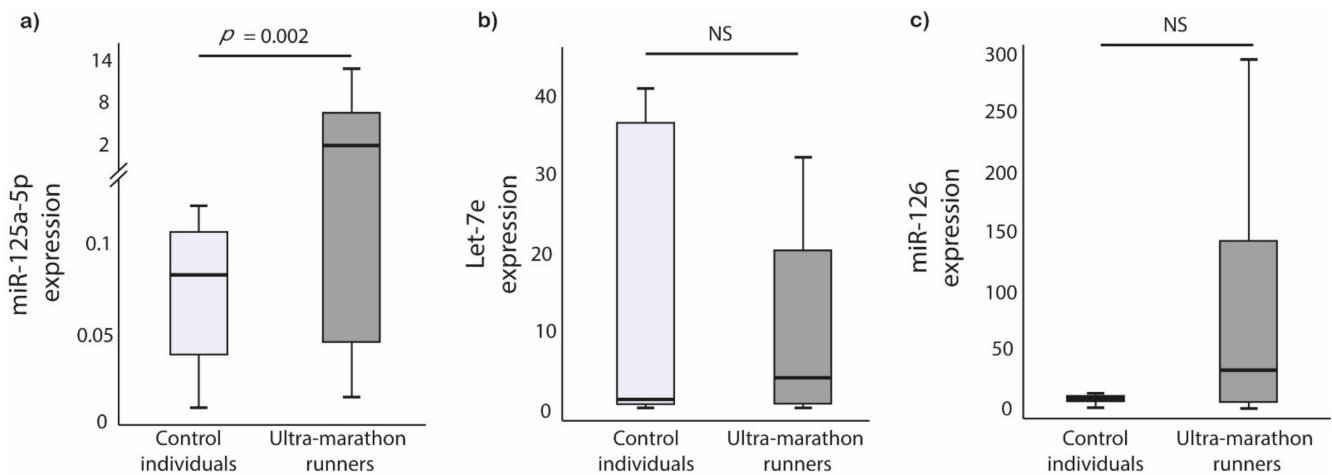 a)
p = 0.002
miR-125a-5p
expression
14
8
2
0.1
0.05
0
Control
individuals
Ultra-marathon
runners
b)
NS
Let-7e
expression
40
30
20
10
0
Control
individuals
Ultra-marathon
runners
c)
NS
miR-126
expression
300
250
200
150
100
50
0
Control
individuals
Ultra-marathon
runners